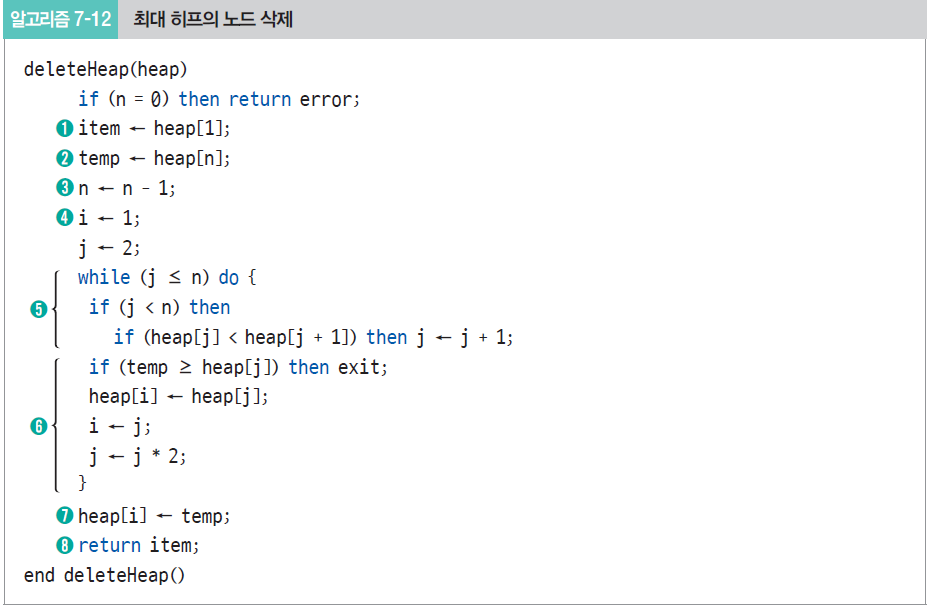 알고리즘 7-12 최대 히프의 노드 삭제
deleteHeap(heap)
if (n = 0) then return error;
❶ item ← heap[1];
❷ temp ← heap[n];
❸ n ← n - 1;
❹ i ← 1;
j ← 2;
while (j ≤ n) do {
❺ if (j < n) then
if (heap[j] < heap[j + 1]) then j ← j + 1;
if (temp ≥ heap[j]) then exit;
heap[i] ← heap[j];
❻ i ← j;
j ← j * 2;
}
❼ heap[i] ← temp;
❽ return item;
end deleteHeap()